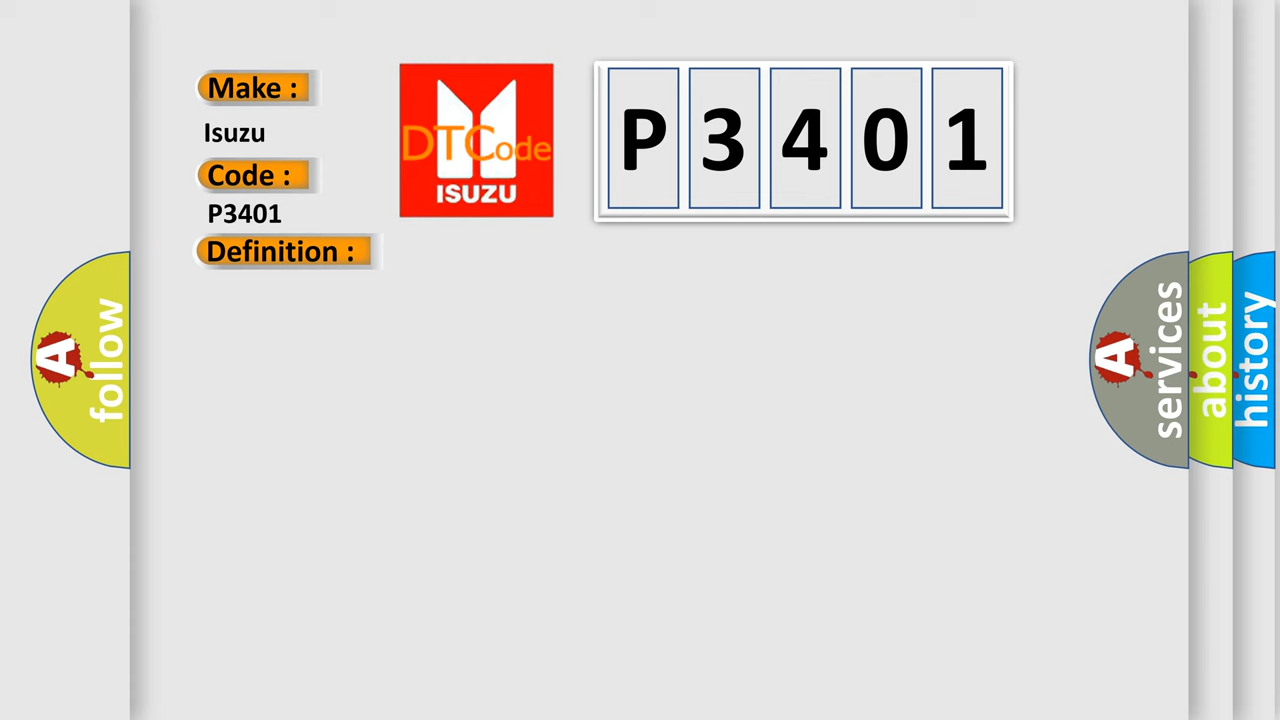 Make :
Isuzu
Code :
P3401
Definition :
DTCode
ISUZU
P 3 4 0 1
A follow
A services
about
history